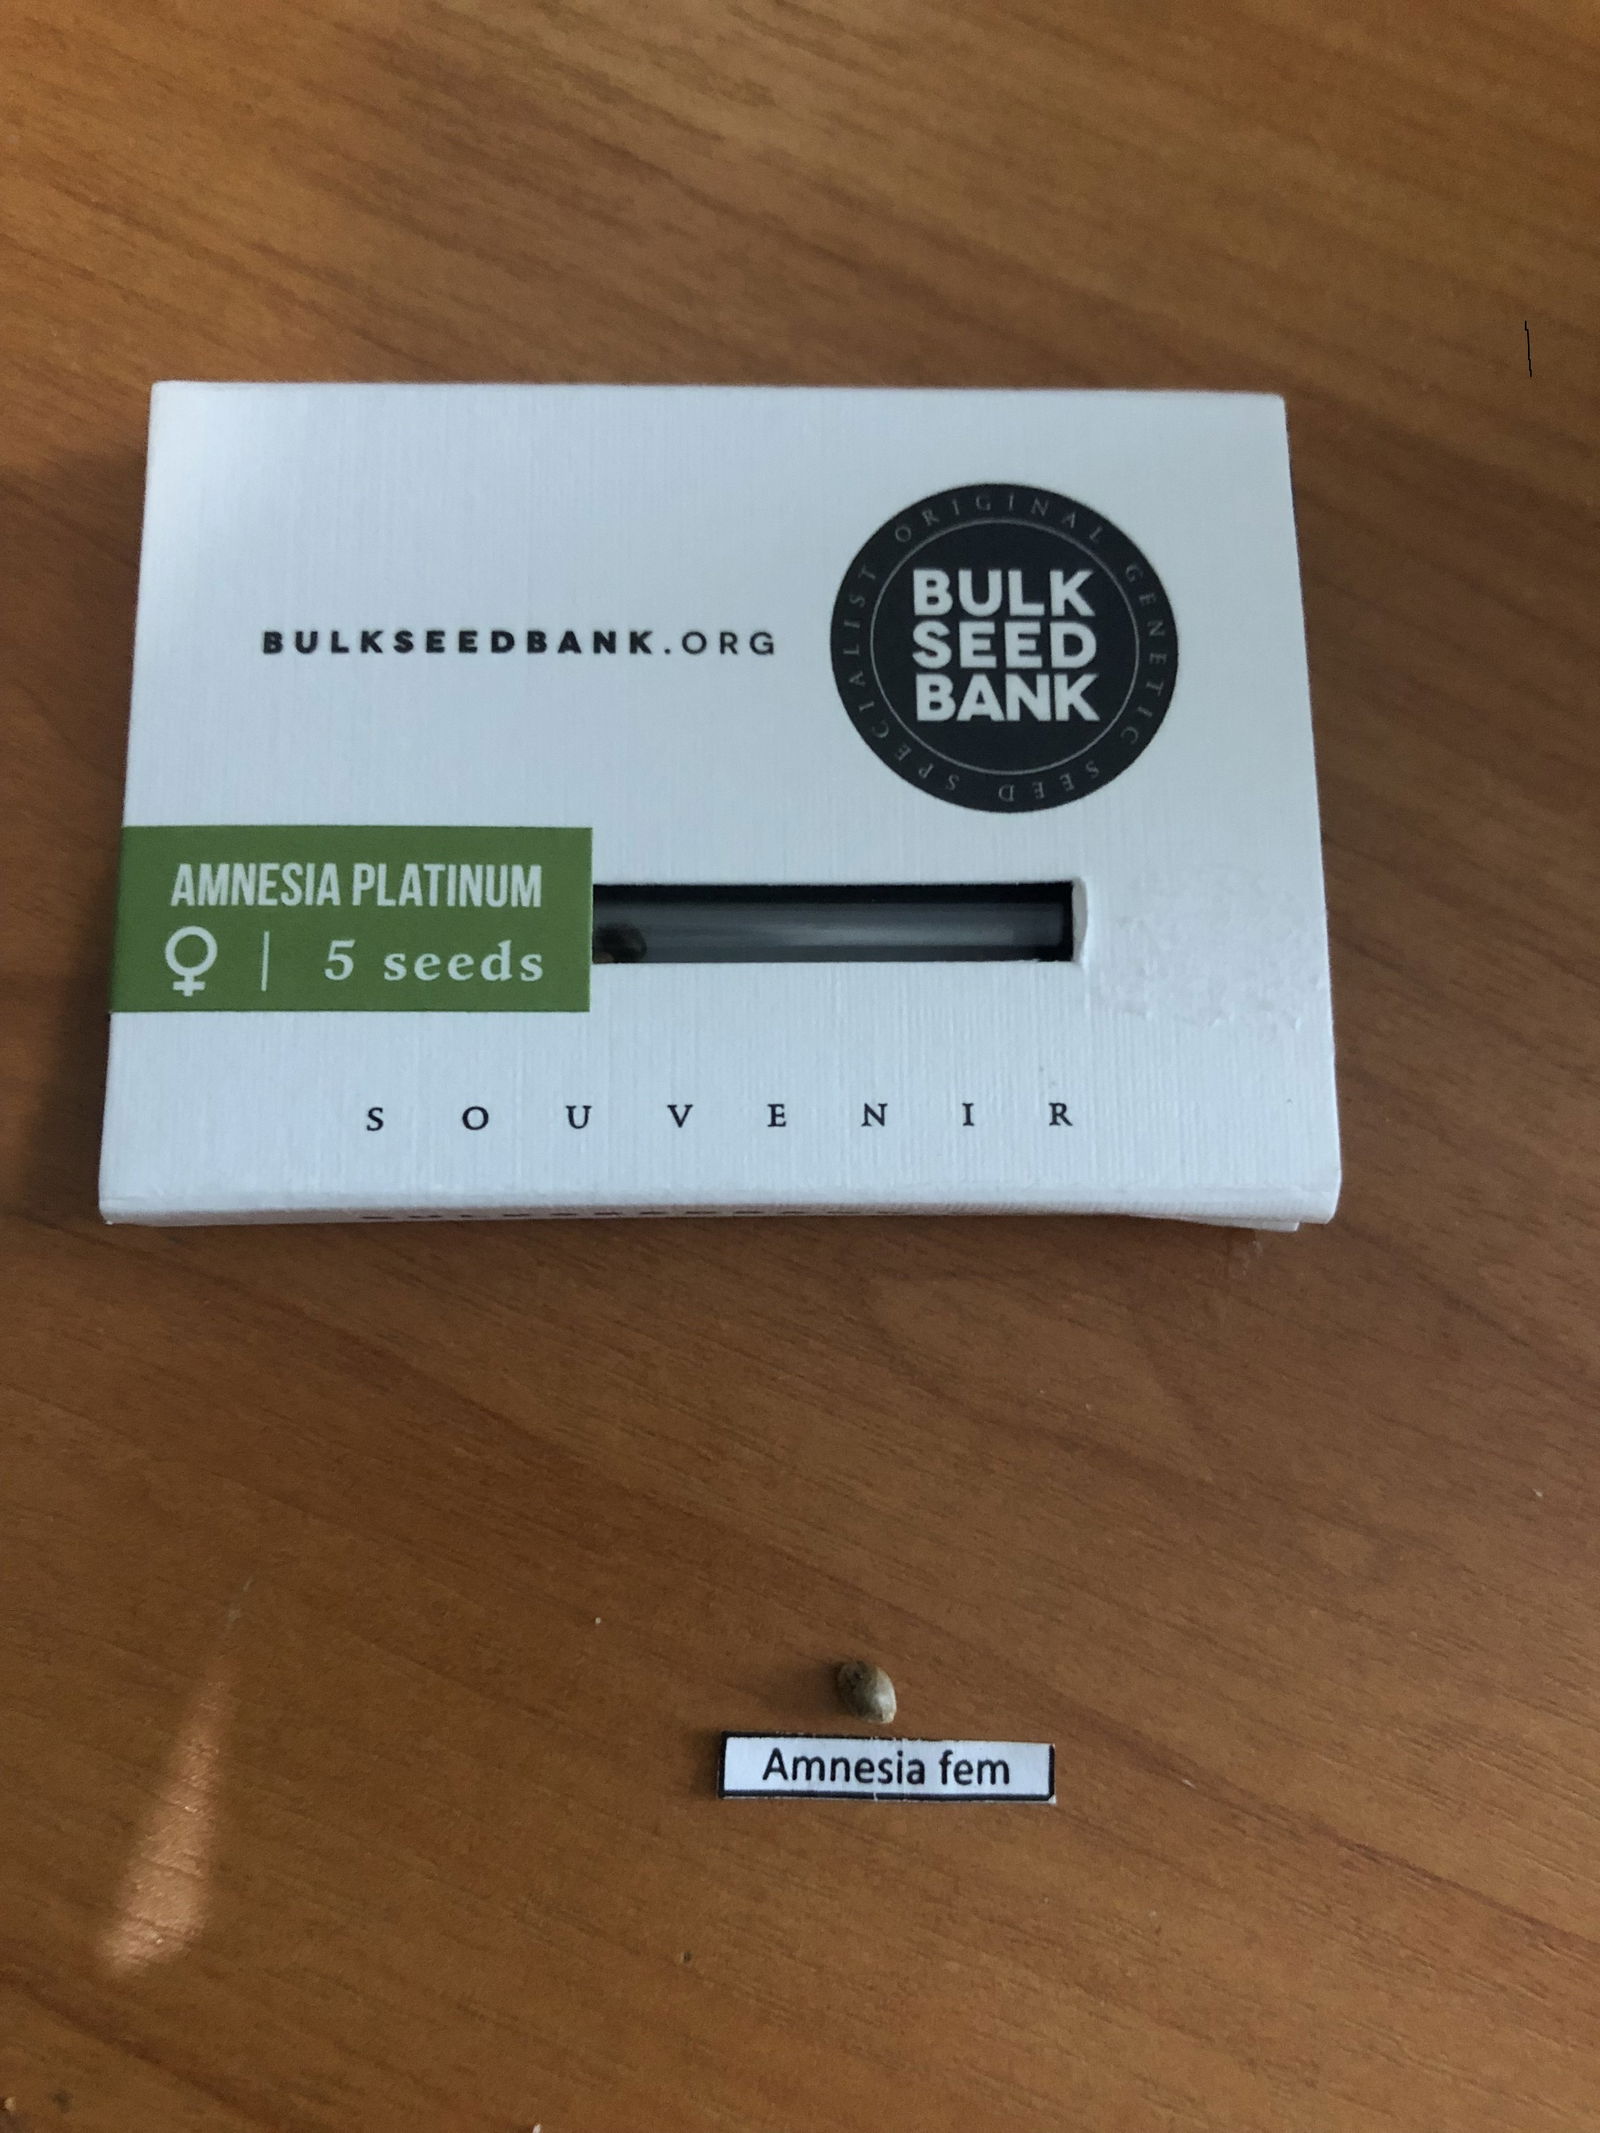 ORIGINAL GENETIC SEED SPECIALIST
BULK
SEED
BANK
BULKSEEDBANK.ORG
AMNESIA PLATINUM
♀ | 5 seeds
SOUVENIR
Amnesia fem